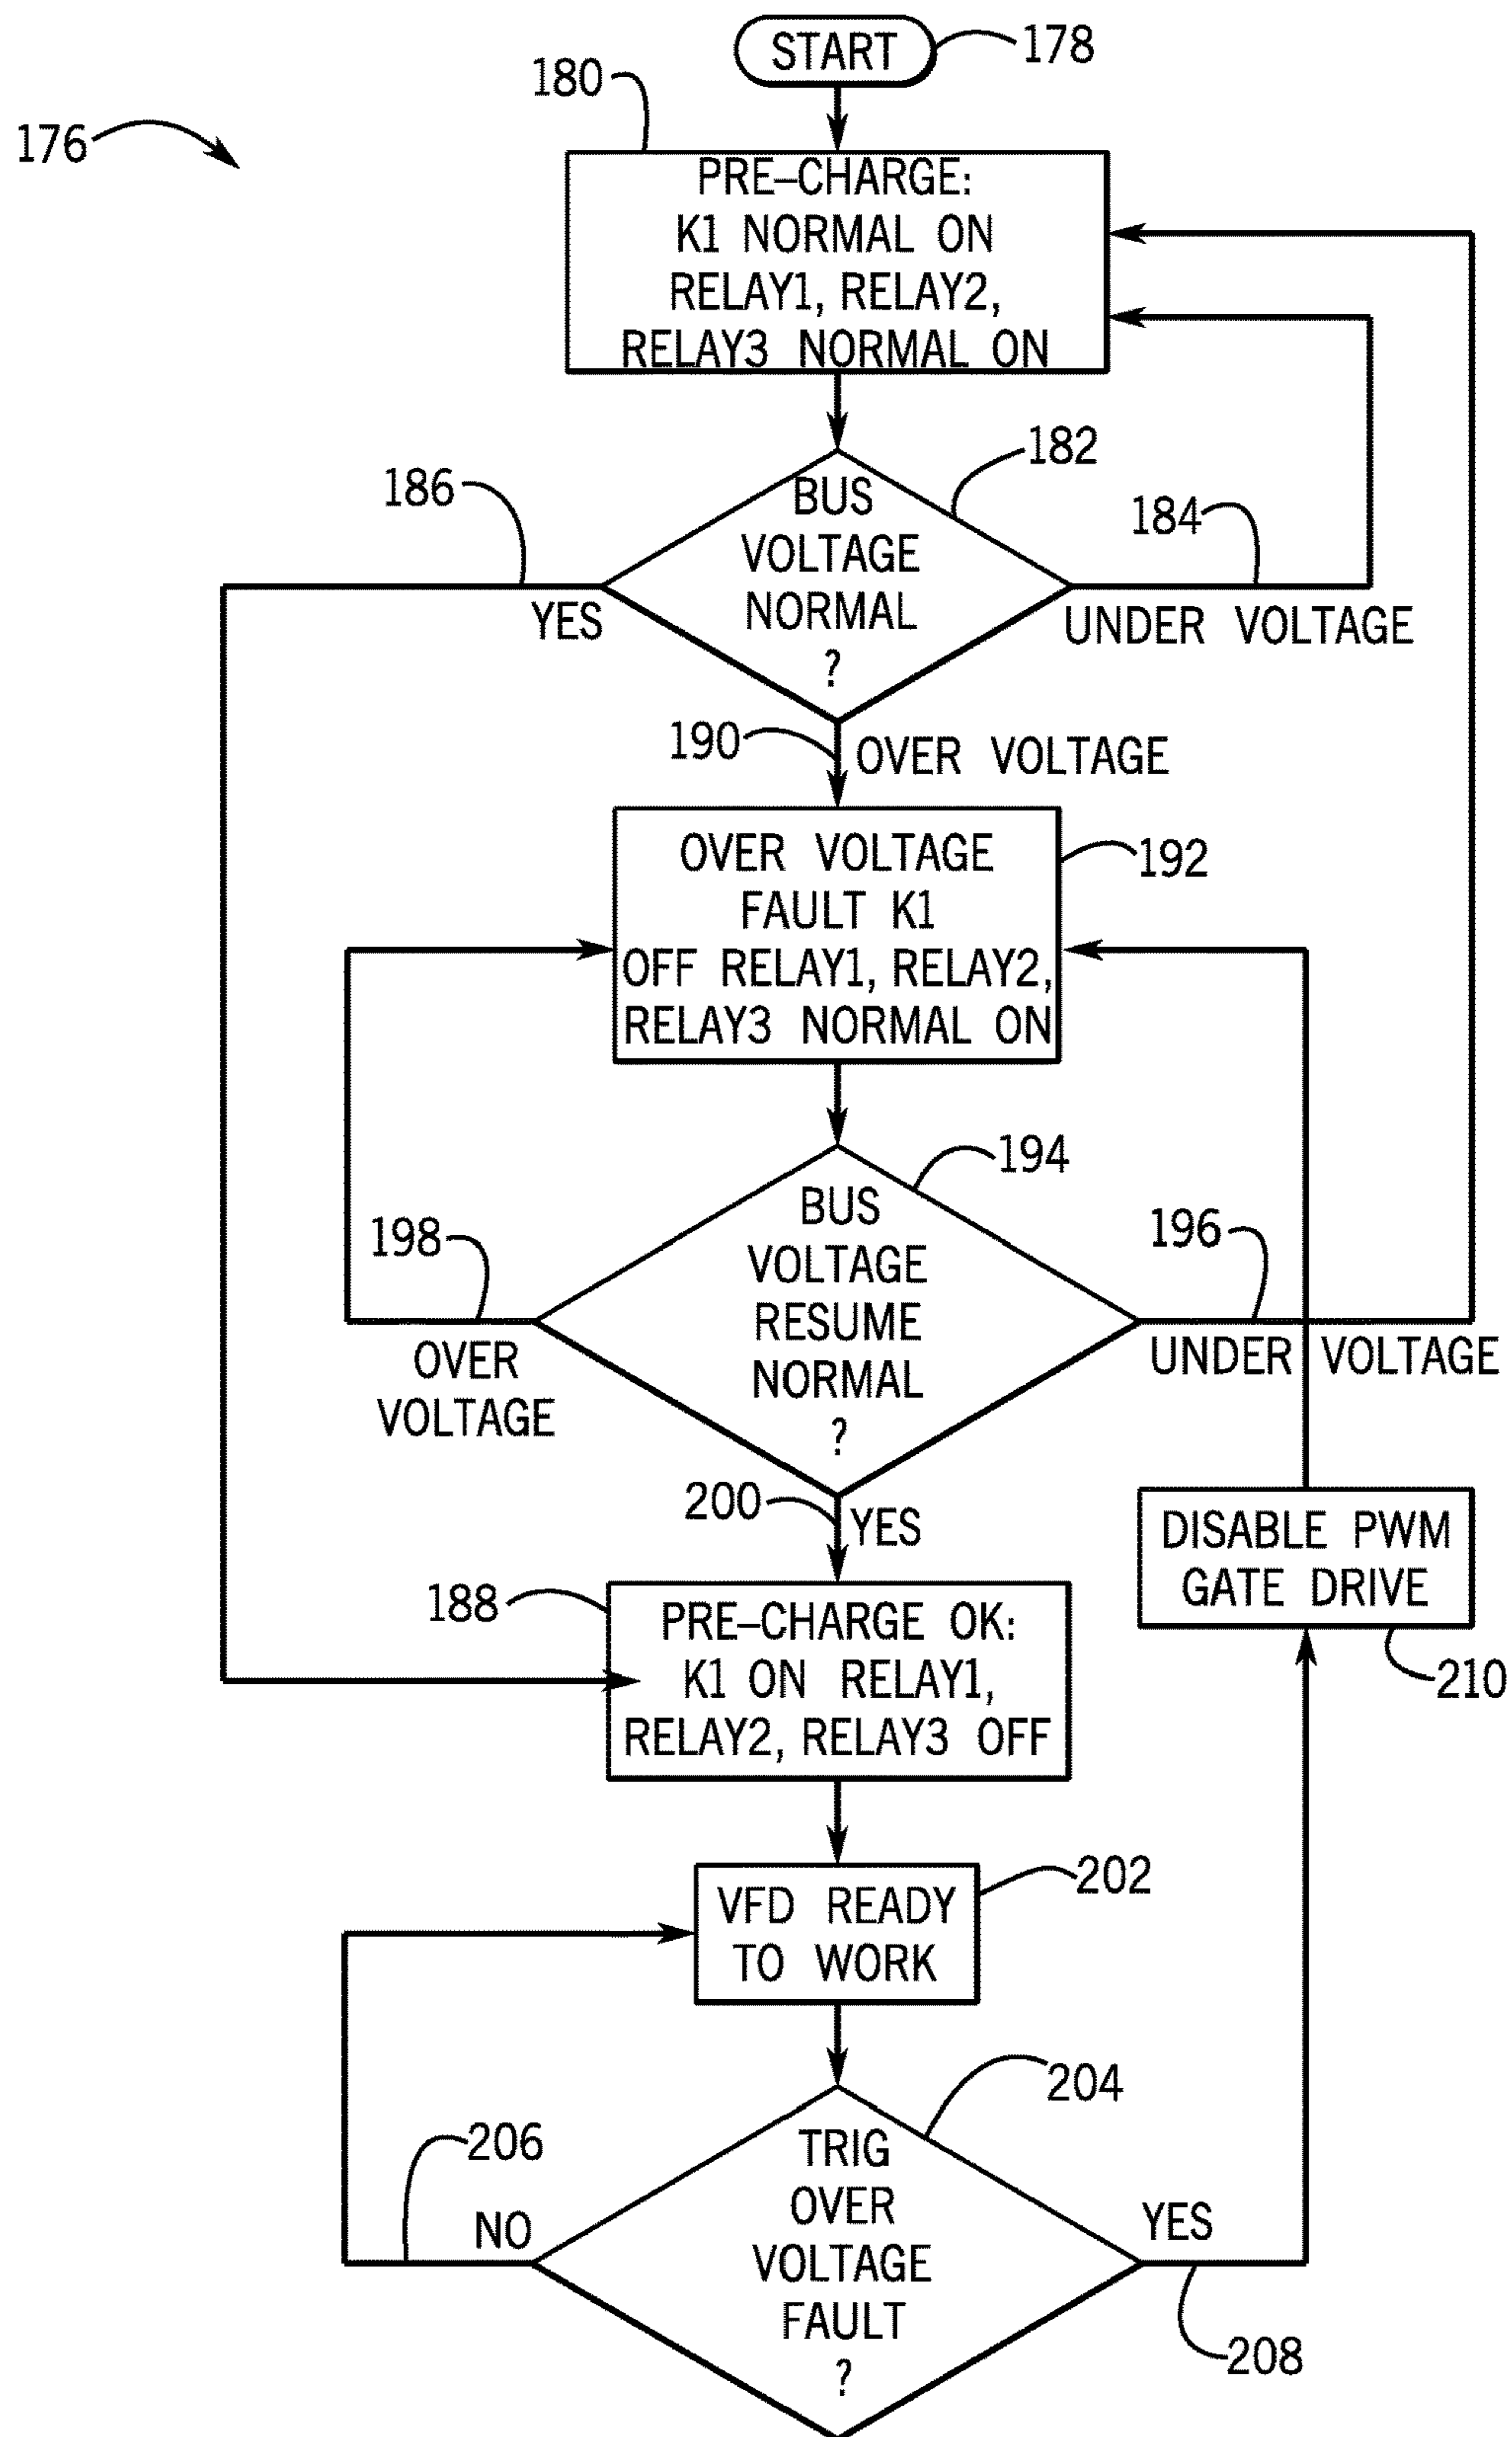 START
178
180
176
PRE–CHARGE:
K1 NORMAL ON
RELAY1, RELAY2,
RELAY3 NORMAL ON
182
186
184
BUS
VOLTAGE
NORMAL
?
YES
UNDER VOLTAGE
190
OVER VOLTAGE
192
OVER VOLTAGE
FAULT K1
OFF RELAY1, RELAY2,
RELAY3 NORMAL ON
194
198
196
BUS
VOLTAGE
RESUME
NORMAL
?
OVER
VOLTAGE
UNDER VOLTAGE
200
YES
188
PRE–CHARGE OK:
K1 ON RELAY1,
RELAY2, RELAY3 OFF
DISABLE PWM
GATE DRIVE
210
202
VFD READY
TO WORK
204
206
TRIG
OVER
VOLTAGE
FAULT
?
NO
YES
208